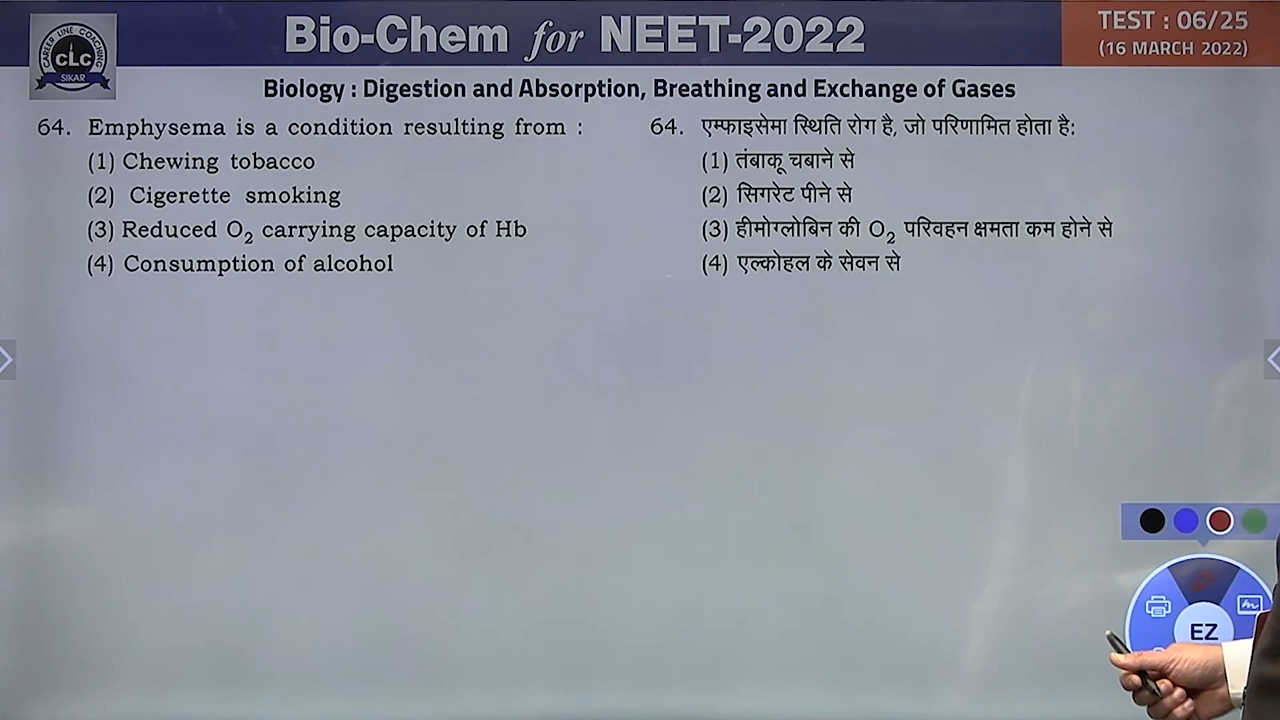 Bio-Chem for NEET-2022
TEST : 06/25
(16 MARCH 2022)
CAREER LINE COACHING
CLC
SIKAR
Biology : Digestion and Absorption, Breathing and Exchange of Gases
64. Emphysema is a condition resulting from :
(1) Chewing tobacco
(2) Cigerette smoking
(3) Reduced O₂ carrying capacity of Hb
(4) Consumption of alcohol
64. एम्फाइसेमा स्थिति रोग है, जो परिणामित होता है:
(1) तंबाकू चबाने से
(2) सिगरेट पीने से
(3) हीमोग्लोबिन की O₂ परिवहन क्षमता कम होने से
(4) एल्कोहल के सेवन से
EZ